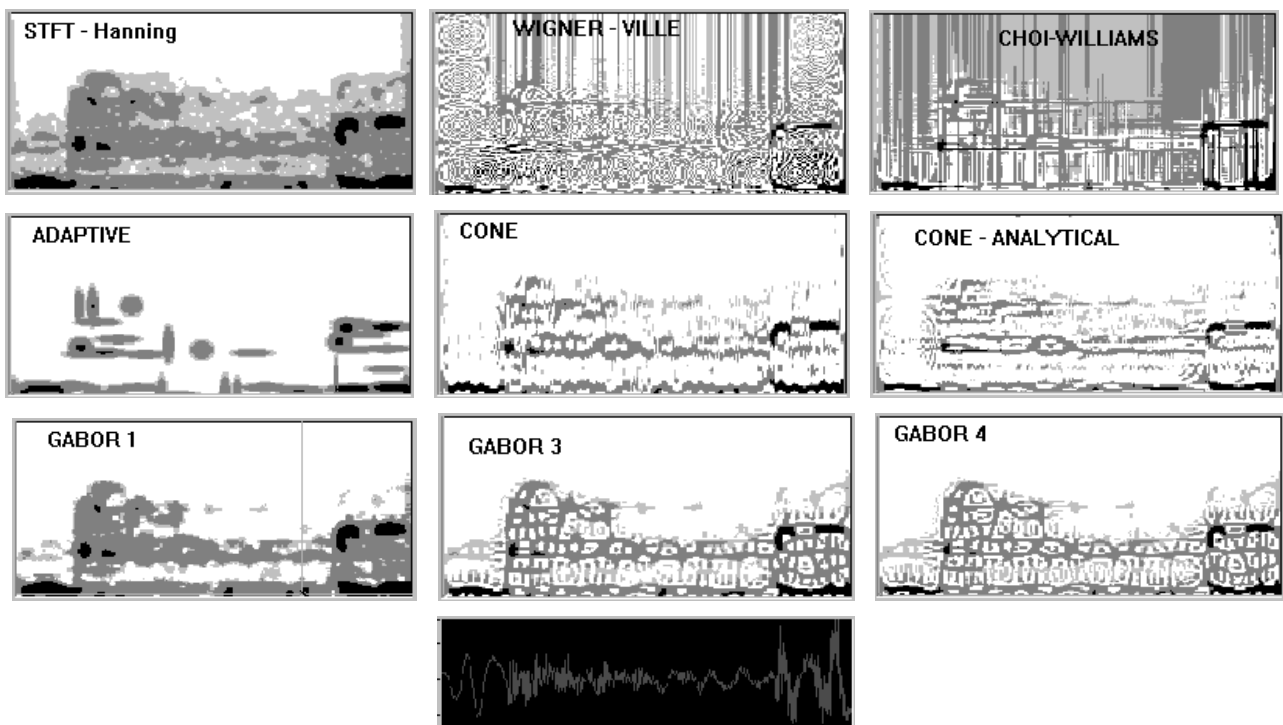 STFT - Hanning
WIGNER - VILLE
CHOI-WILLIAMS
ADAPTIVE
CONE
CONE - ANALYTICAL
GABOR 1
GABOR 3
GABOR 4